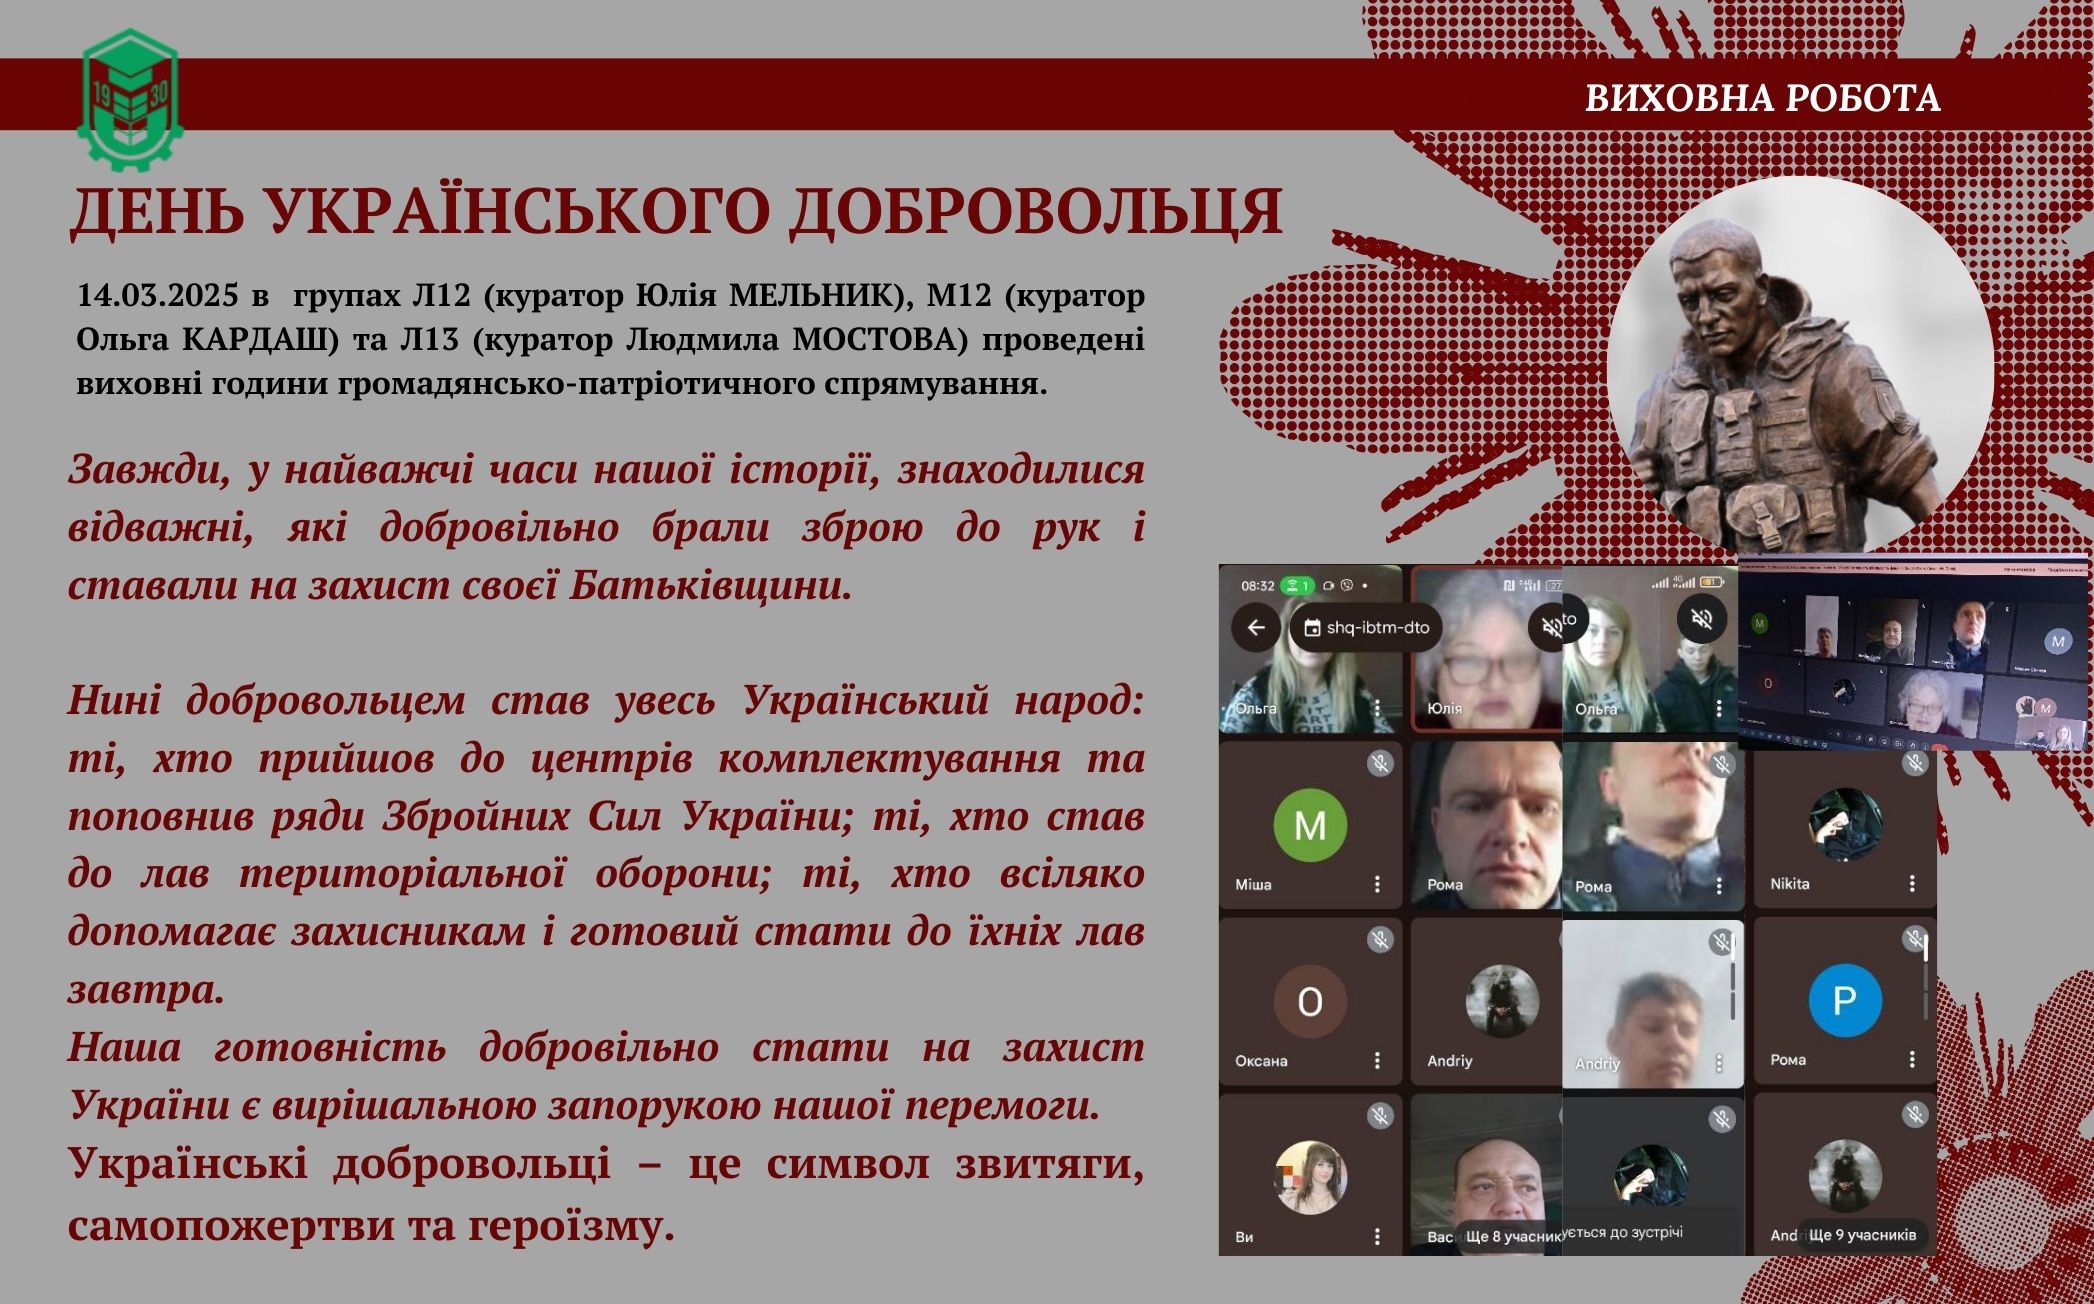 19 30
ВИХОВНА РОБОТА
ДЕНЬ УКРАЇНСЬКОГО ДОБРОВОЛЬЦЯ
14.03.2025 в групах Л12 (куратор Юлія МЕЛЬНИК), М12 (куратор
Ольга КАРДАШ) та Л13 (куратор Людмила МОСТОВА) проведені
виховні години громадянсько-патріотичного спрямування.
Завжди, у найважчі часи нашої історії, знаходилися
відважні, які добровільно брали зброю до рук і
ставали на захист своєї Батьківщини.
Нині добровольцем став увесь Український народ:
ті, хто прийшов до центрів комплектування та
поповнив ряди Збройних Сил України; ті, хто став
до лав територіальної оборони; ті, хто всіляко
допомагає захисникам і готовий стати до їхніх лав
завтра.
Наша готовність добровільно стати на захист
України є вирішальною запорукою нашої перемоги.
Українські добровольці – це символ звитяги,
самопожертви та героїзму.
08:32 1
shq-ibtm-dto
to
4G 61
Ольга Юлія Ольга
M M
O M
М
Міша Рома Рома Nikita
О Р
Оксана Andriy Andriy Рома
Ви Вас Ще 8 учасник ується до зустрічі Andr Ще 9 учасників